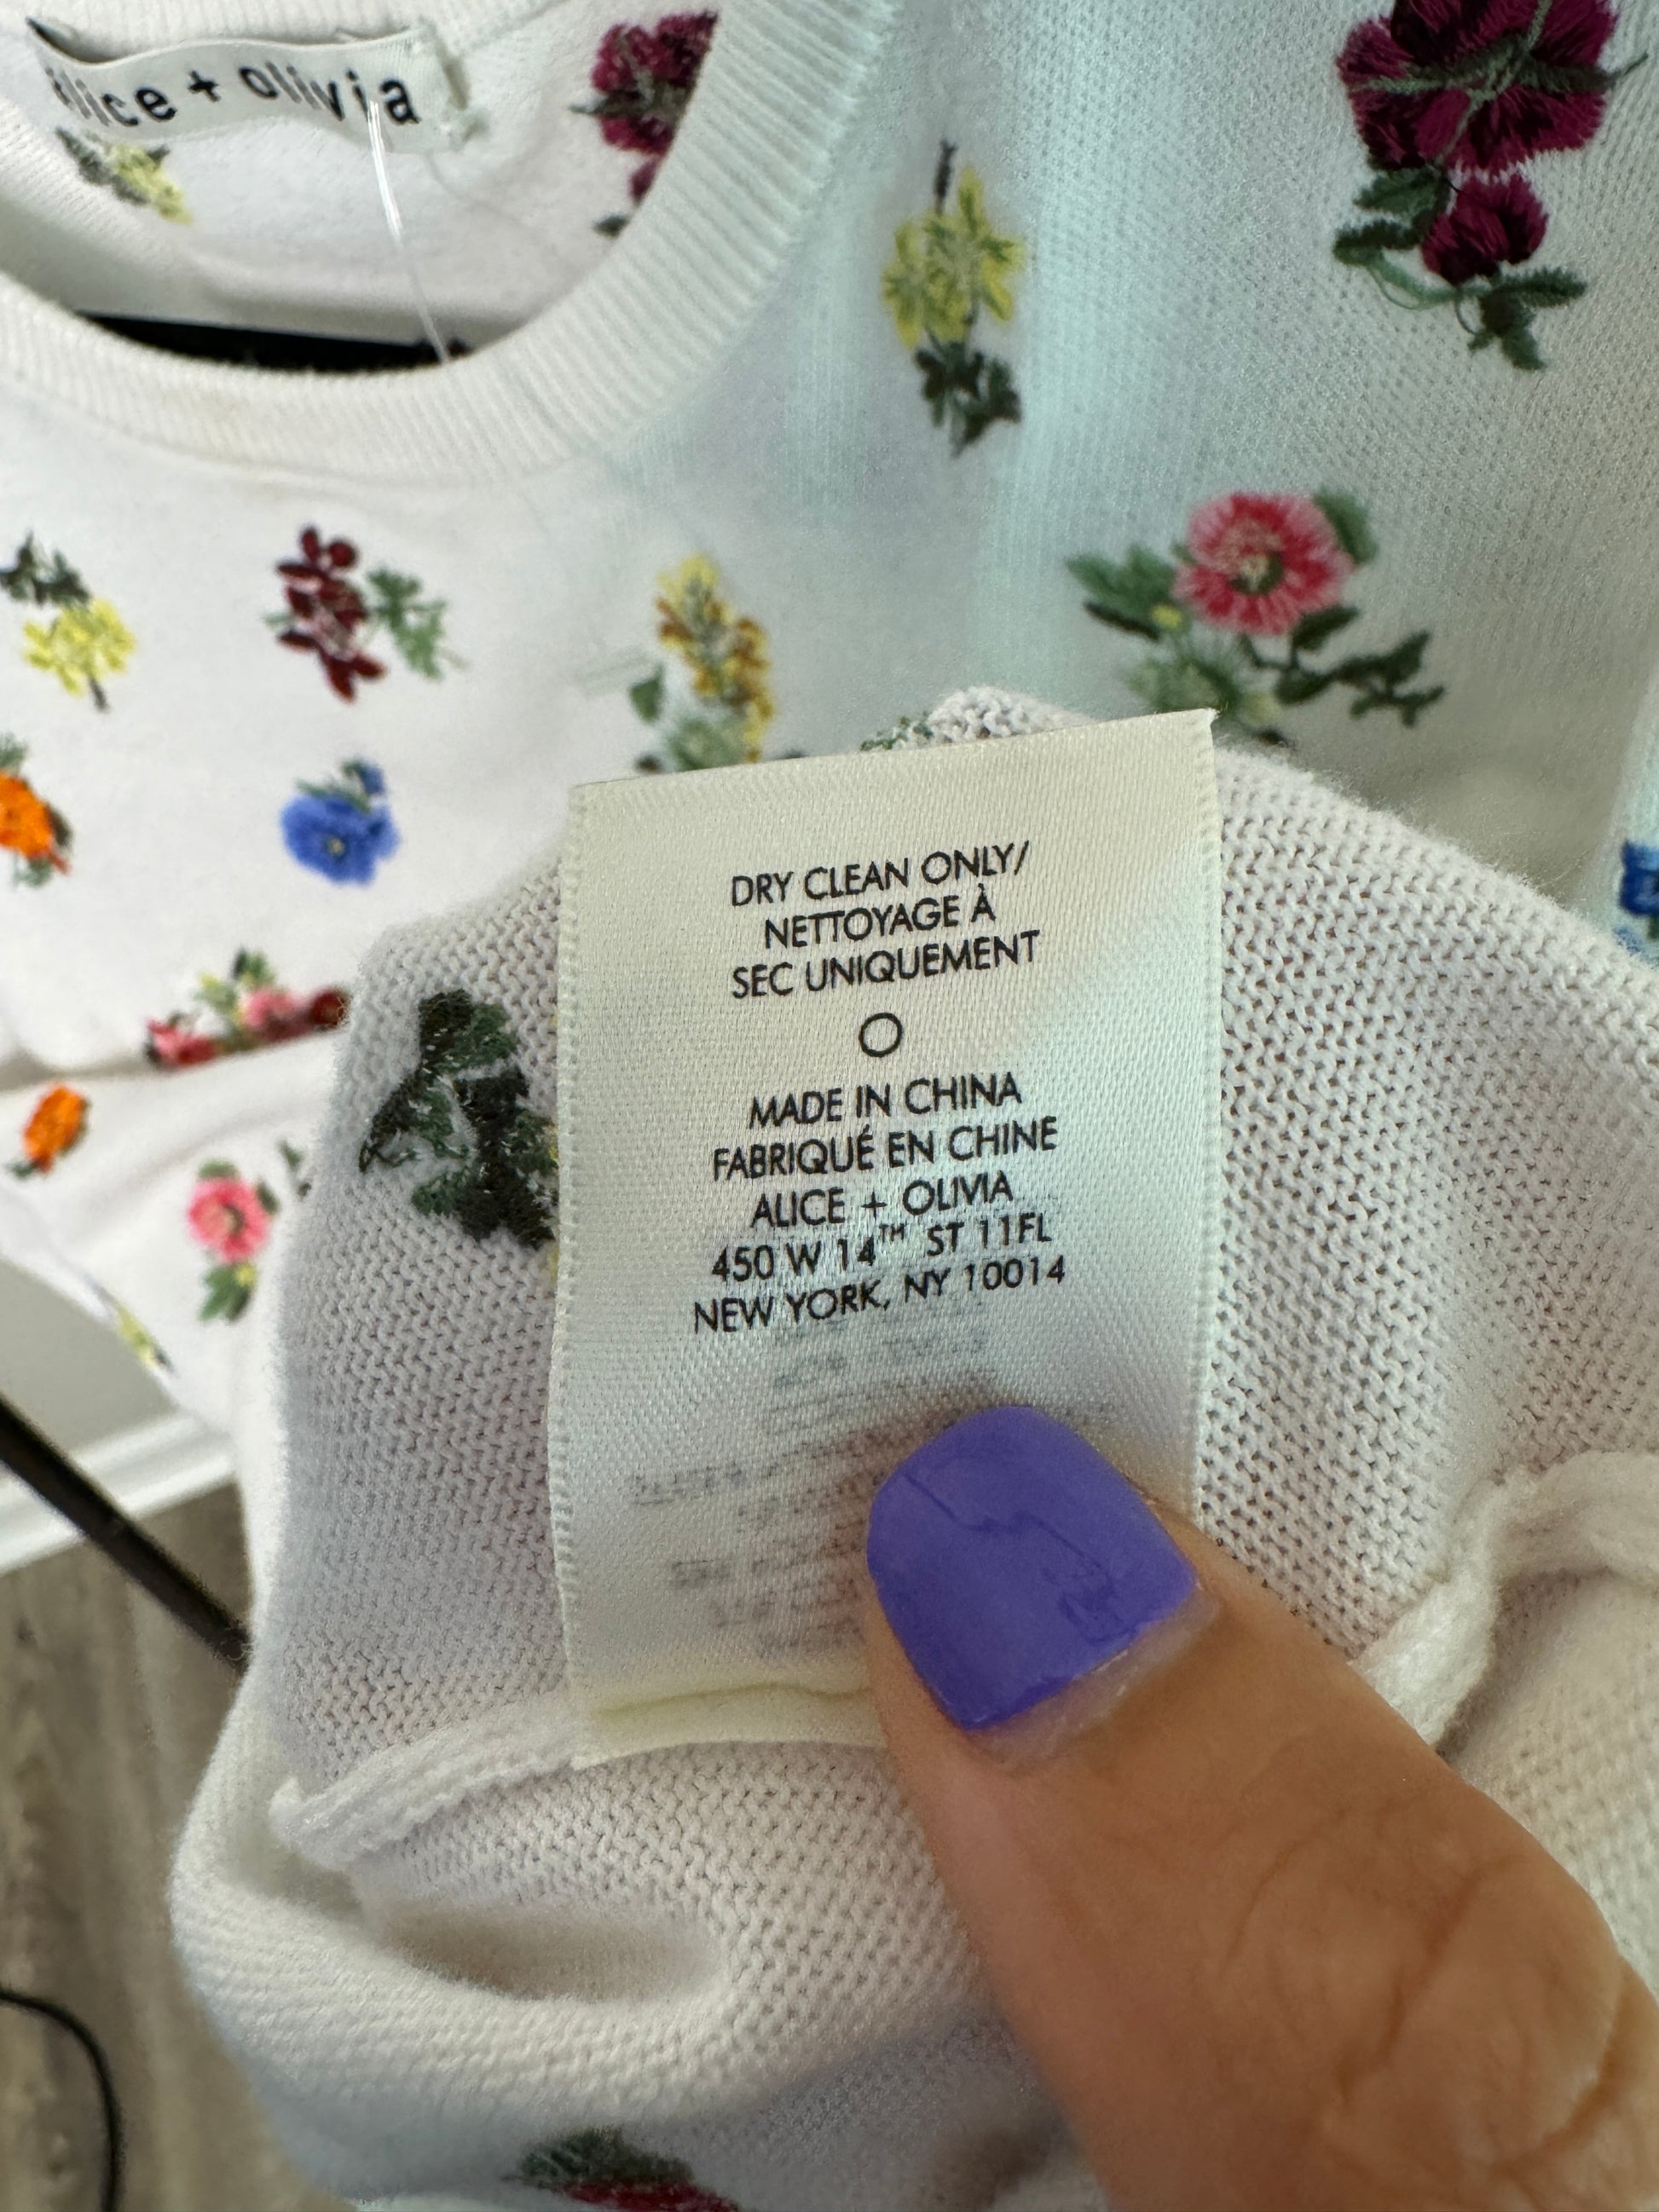 alice + olivia
DRY CLEAN ONLY/
NETTOYAGE À
SEC UNIQUEMENT
MADE IN CHINA
FABRIQUÉ EN CHINE
ALICE + OLIVIA
450 W 14TH ST 11FL
NEW YORK, NY 10014